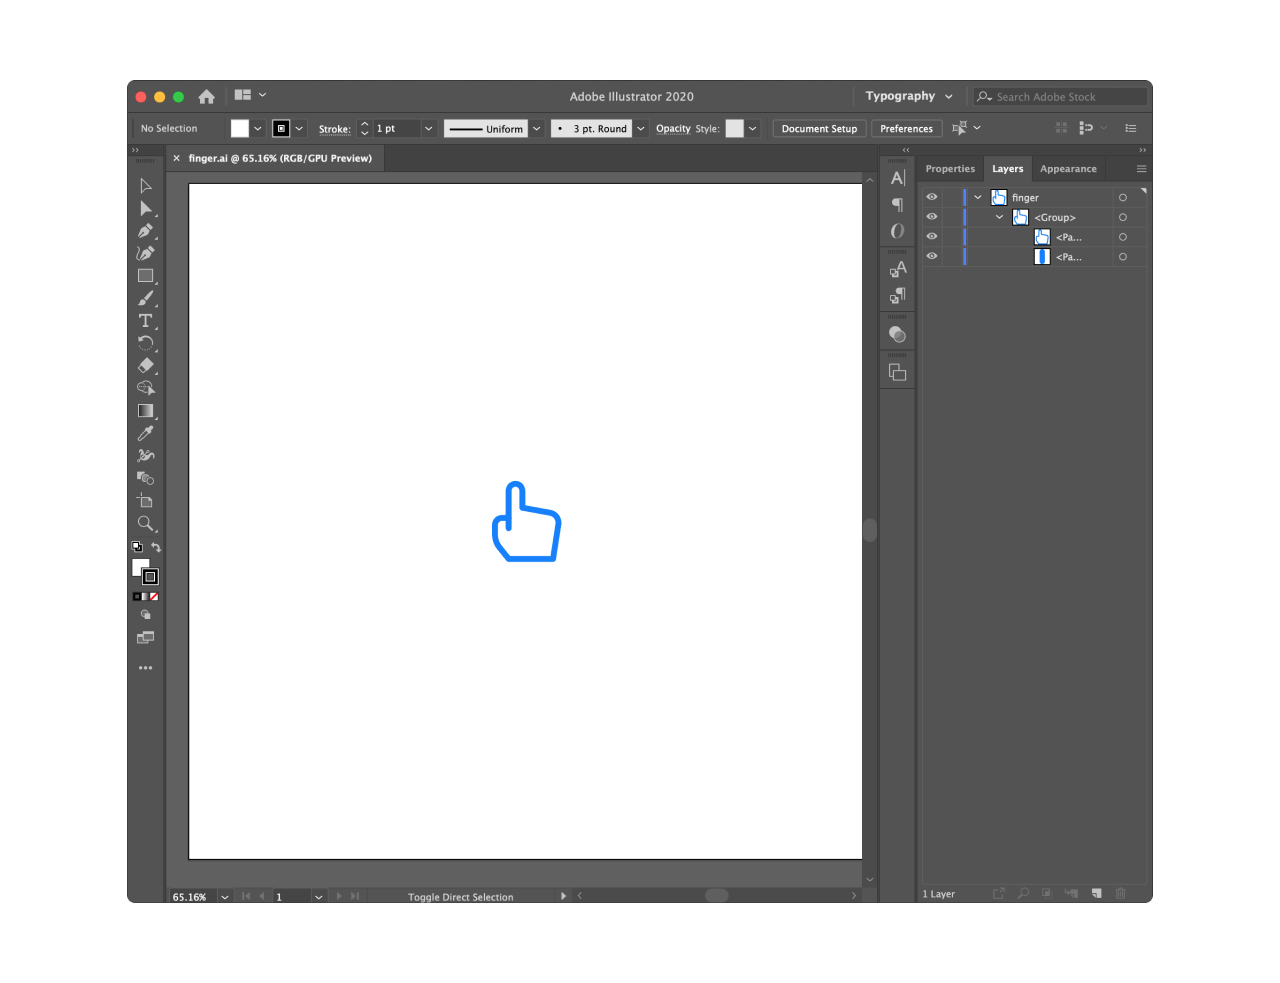 Adobe Illustrator 2020
Typography
Search Adobe Stock
No Selection
Stroke:
1 pt
Uniform
3 pt. Round
Opacity
Style:
Document Setup
Preferences
finger.ai @ 65.16% (RGB/GPU Preview)
Properties
Layers
Appearance
finger
<Group>
<Pa...
<Pa...
65.16%
1
Toggle Direct Selection
1 Layer